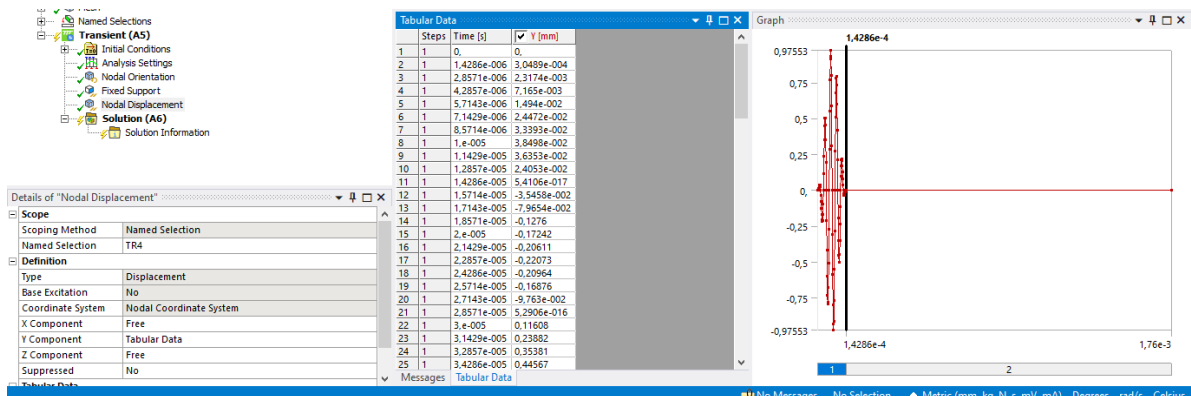 Named Selections
Transient (A5)
Initial Conditions
Analysis Settings
Nodal Orientation
Fixed Support
Nodal Displacement
Solution (A6)
Solution Information
Details of "Nodal Displacement"
Scope
Scoping Method Named Selection
Named Selection TR4
Definition
Type Displacement
Base Excitation No
Coordinate System Nodal Coordinate System
X Component Free
Y Component Tabular Data
Z Component Free
Suppressed No
Tabular Data
Tabular Data
Steps Time [s] Y [mm]
1 1 0, 0,
2 1 1,4286e-006 3,0489e-004
3 1 2,8571e-006 2,3174e-003
4 1 4,2857e-006 7,165e-003
5 1 5,7143e-006 1,494e-002
6 1 7,1429e-006 2,4472e-002
7 1 8,5714e-006 3,3393e-002
8 1 1,e-005 3,8498e-002
9 1 1,1429e-005 3,6353e-002
10 1 1,2857e-005 2,4053e-002
11 1 1,4286e-005 5,4106e-017
12 1 1,5714e-005 -3,5458e-002
13 1 1,7143e-005 -7,9654e-002
14 1 1,8571e-005 -0,1276
15 1 2,e-005 -0,17242
16 1 2,1429e-005 -0,20611
17 1 2,2857e-005 -0,22073
18 1 2,4286e-005 -0,20964
19 1 2,5714e-005 -0,16876
20 1 2,7143e-005 -9,763e-002
21 1 2,8571e-005 5,2906e-016
22 1 3,e-005 0,11608
23 1 3,1429e-005 0,23882
24 1 3,2857e-005 0,35381
25 1 3,4286e-005 0,44567
Messages Tabular Data
Graph
1,4286e-4
0,97553
0,75
0,5
0,25
0,
-0,25
-0,5
-0,75
-0,97553
1,4286e-4 1,76e-3
1 2
No Messages No Selection Metric (mm, kg, N, s, mV, mA) Degrees rad/s Celsius